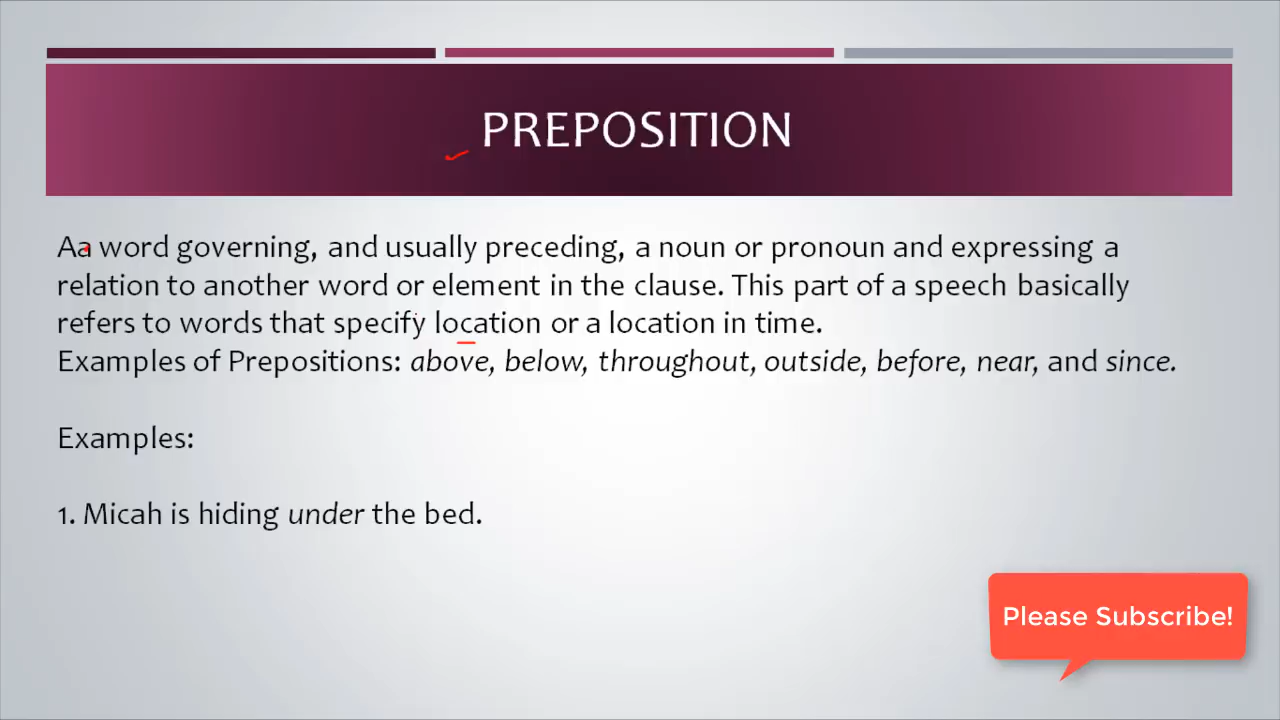 PREPOSITION
Aa word governing, and usually preceding, a noun or pronoun and expressing a
relation to another word or element in the clause. This part of a speech basically
refers to words that specify location or a location in time.
Examples of Prepositions: above, below, throughout, outside, before, near, and since.
Examples:
1. Micah is hiding under the bed.
Please Subscribe!